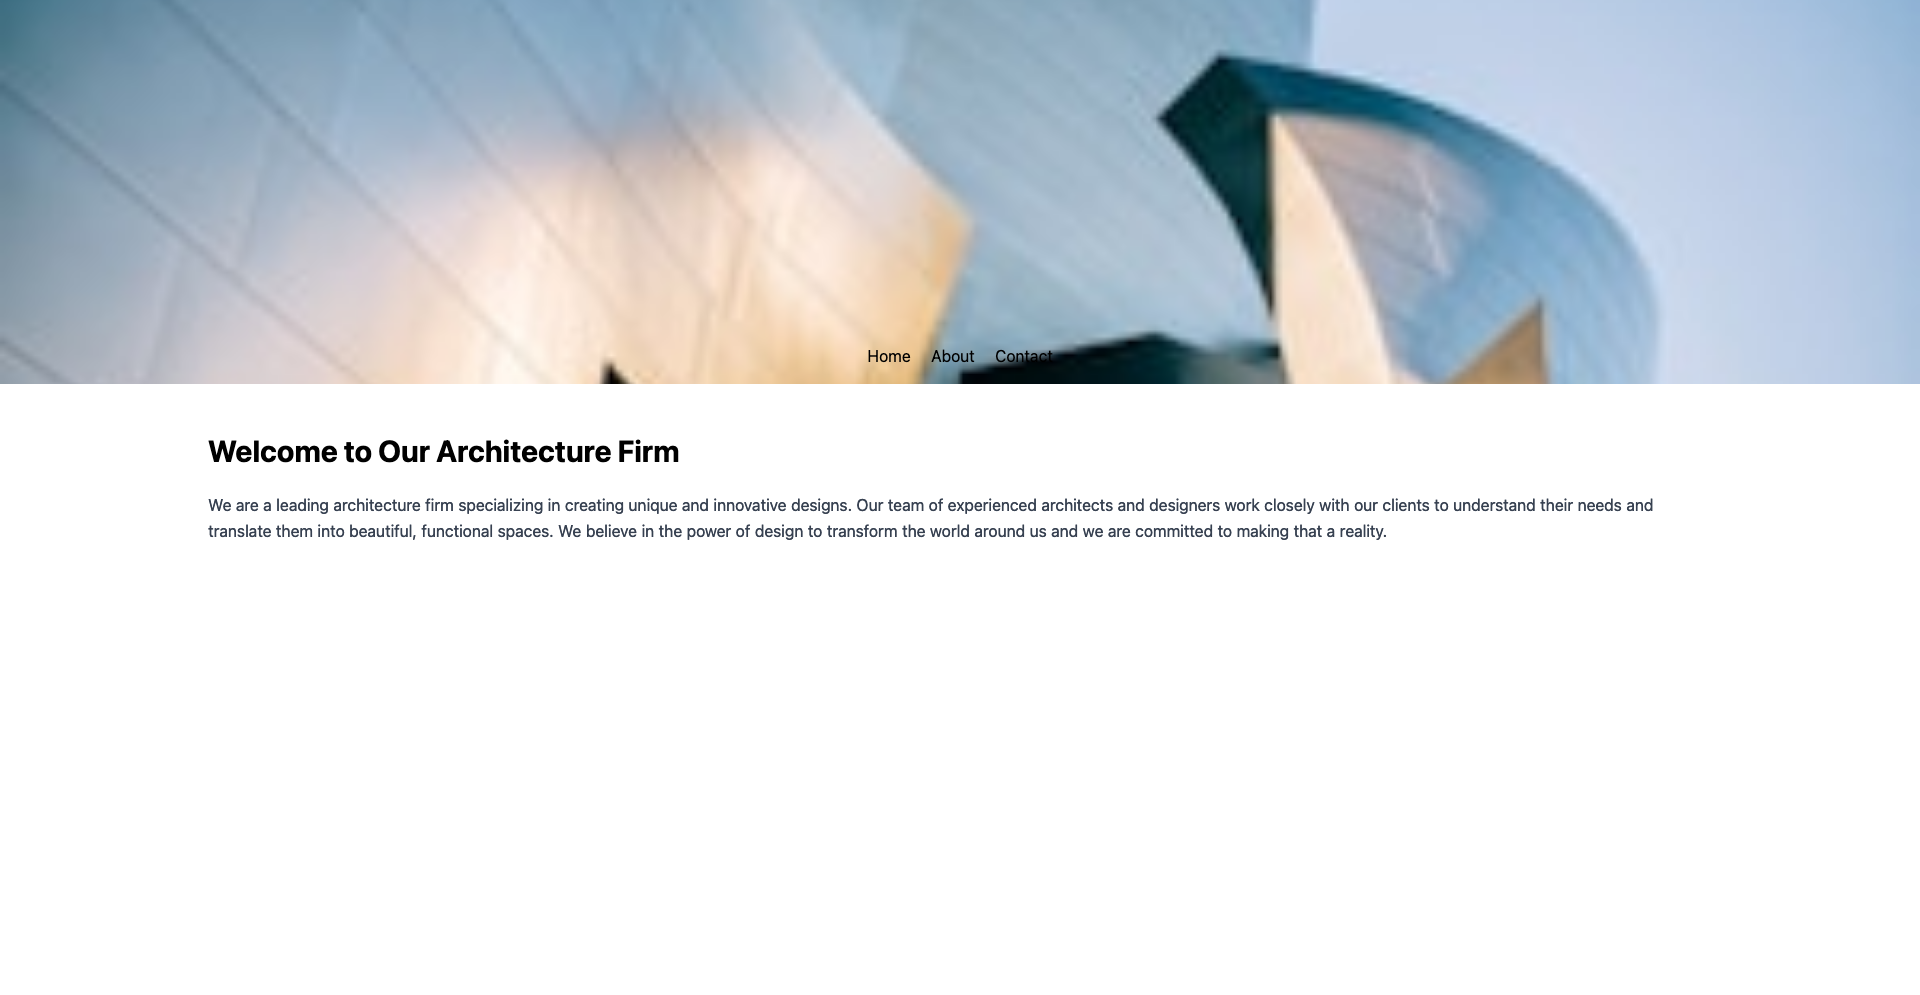 Home About Contact
Welcome to Our Architecture Firm
We are a leading architecture firm specializing in creating unique and innovative designs. Our team of experienced architects and designers work closely with our clients to understand their needs and
translate them into beautiful, functional spaces. We believe in the power of design to transform the world around us and we are committed to making that a reality.